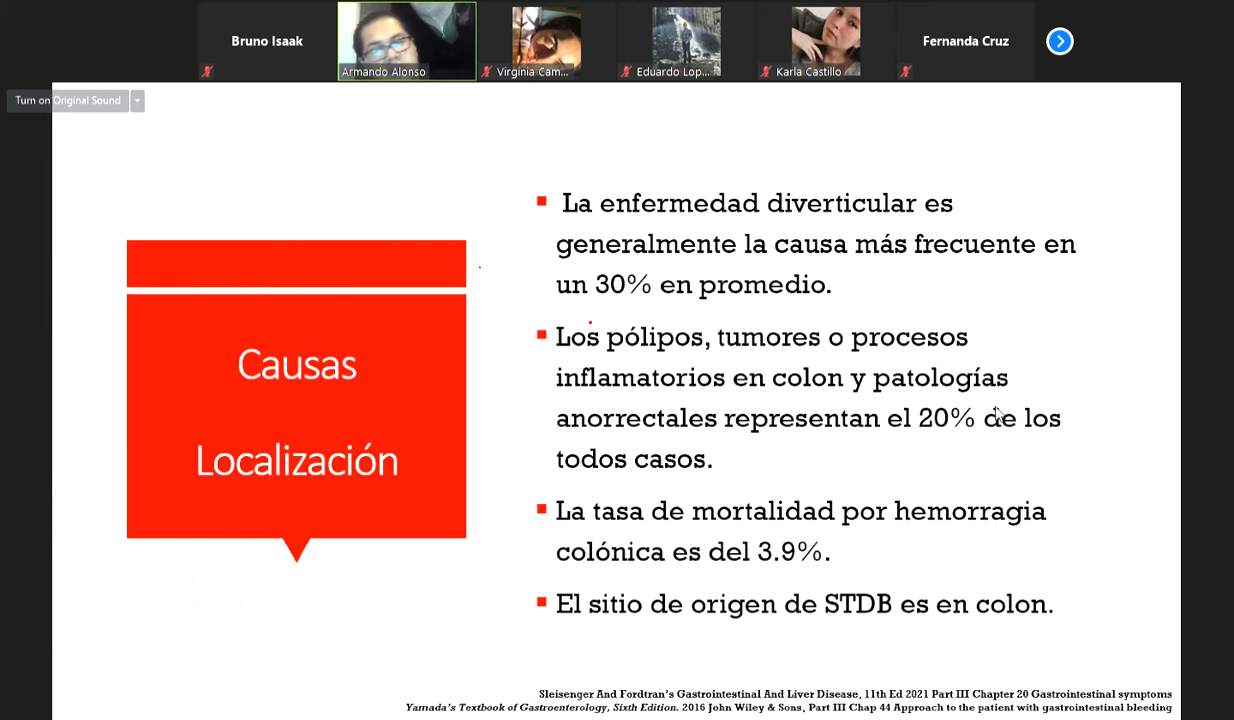 Bruno Isaak
Armando Alonso
Virginia Cam...
Eduardo Lop...
Karla Castillo
Fernanda Cruz
Turn on Original Sound
Causas
Localización
La enfermedad diverticular es
generalmente la causa más frecuente en
un 30% en promedio.
Los pólipos, tumores o procesos
inflamatorios en colon y patologías
anorrectales representan el 20% de los
todos casos.
La tasa de mortalidad por hemorragia
colónica es del 3.9%.
El sitio de origen de STDB es en colon.
Sleisenger And Fordtran's Gastrointestinal And Liver Disease, 11th Ed 2021 Part III Chapter 20 Gastrointestinal symptoms
Yamada's Textbook of Gastroenterology, Sixth Edition. 2016 John Wiley & Sons, Part III Chap 44 Approach to the patient with gastrointestinal bleeding